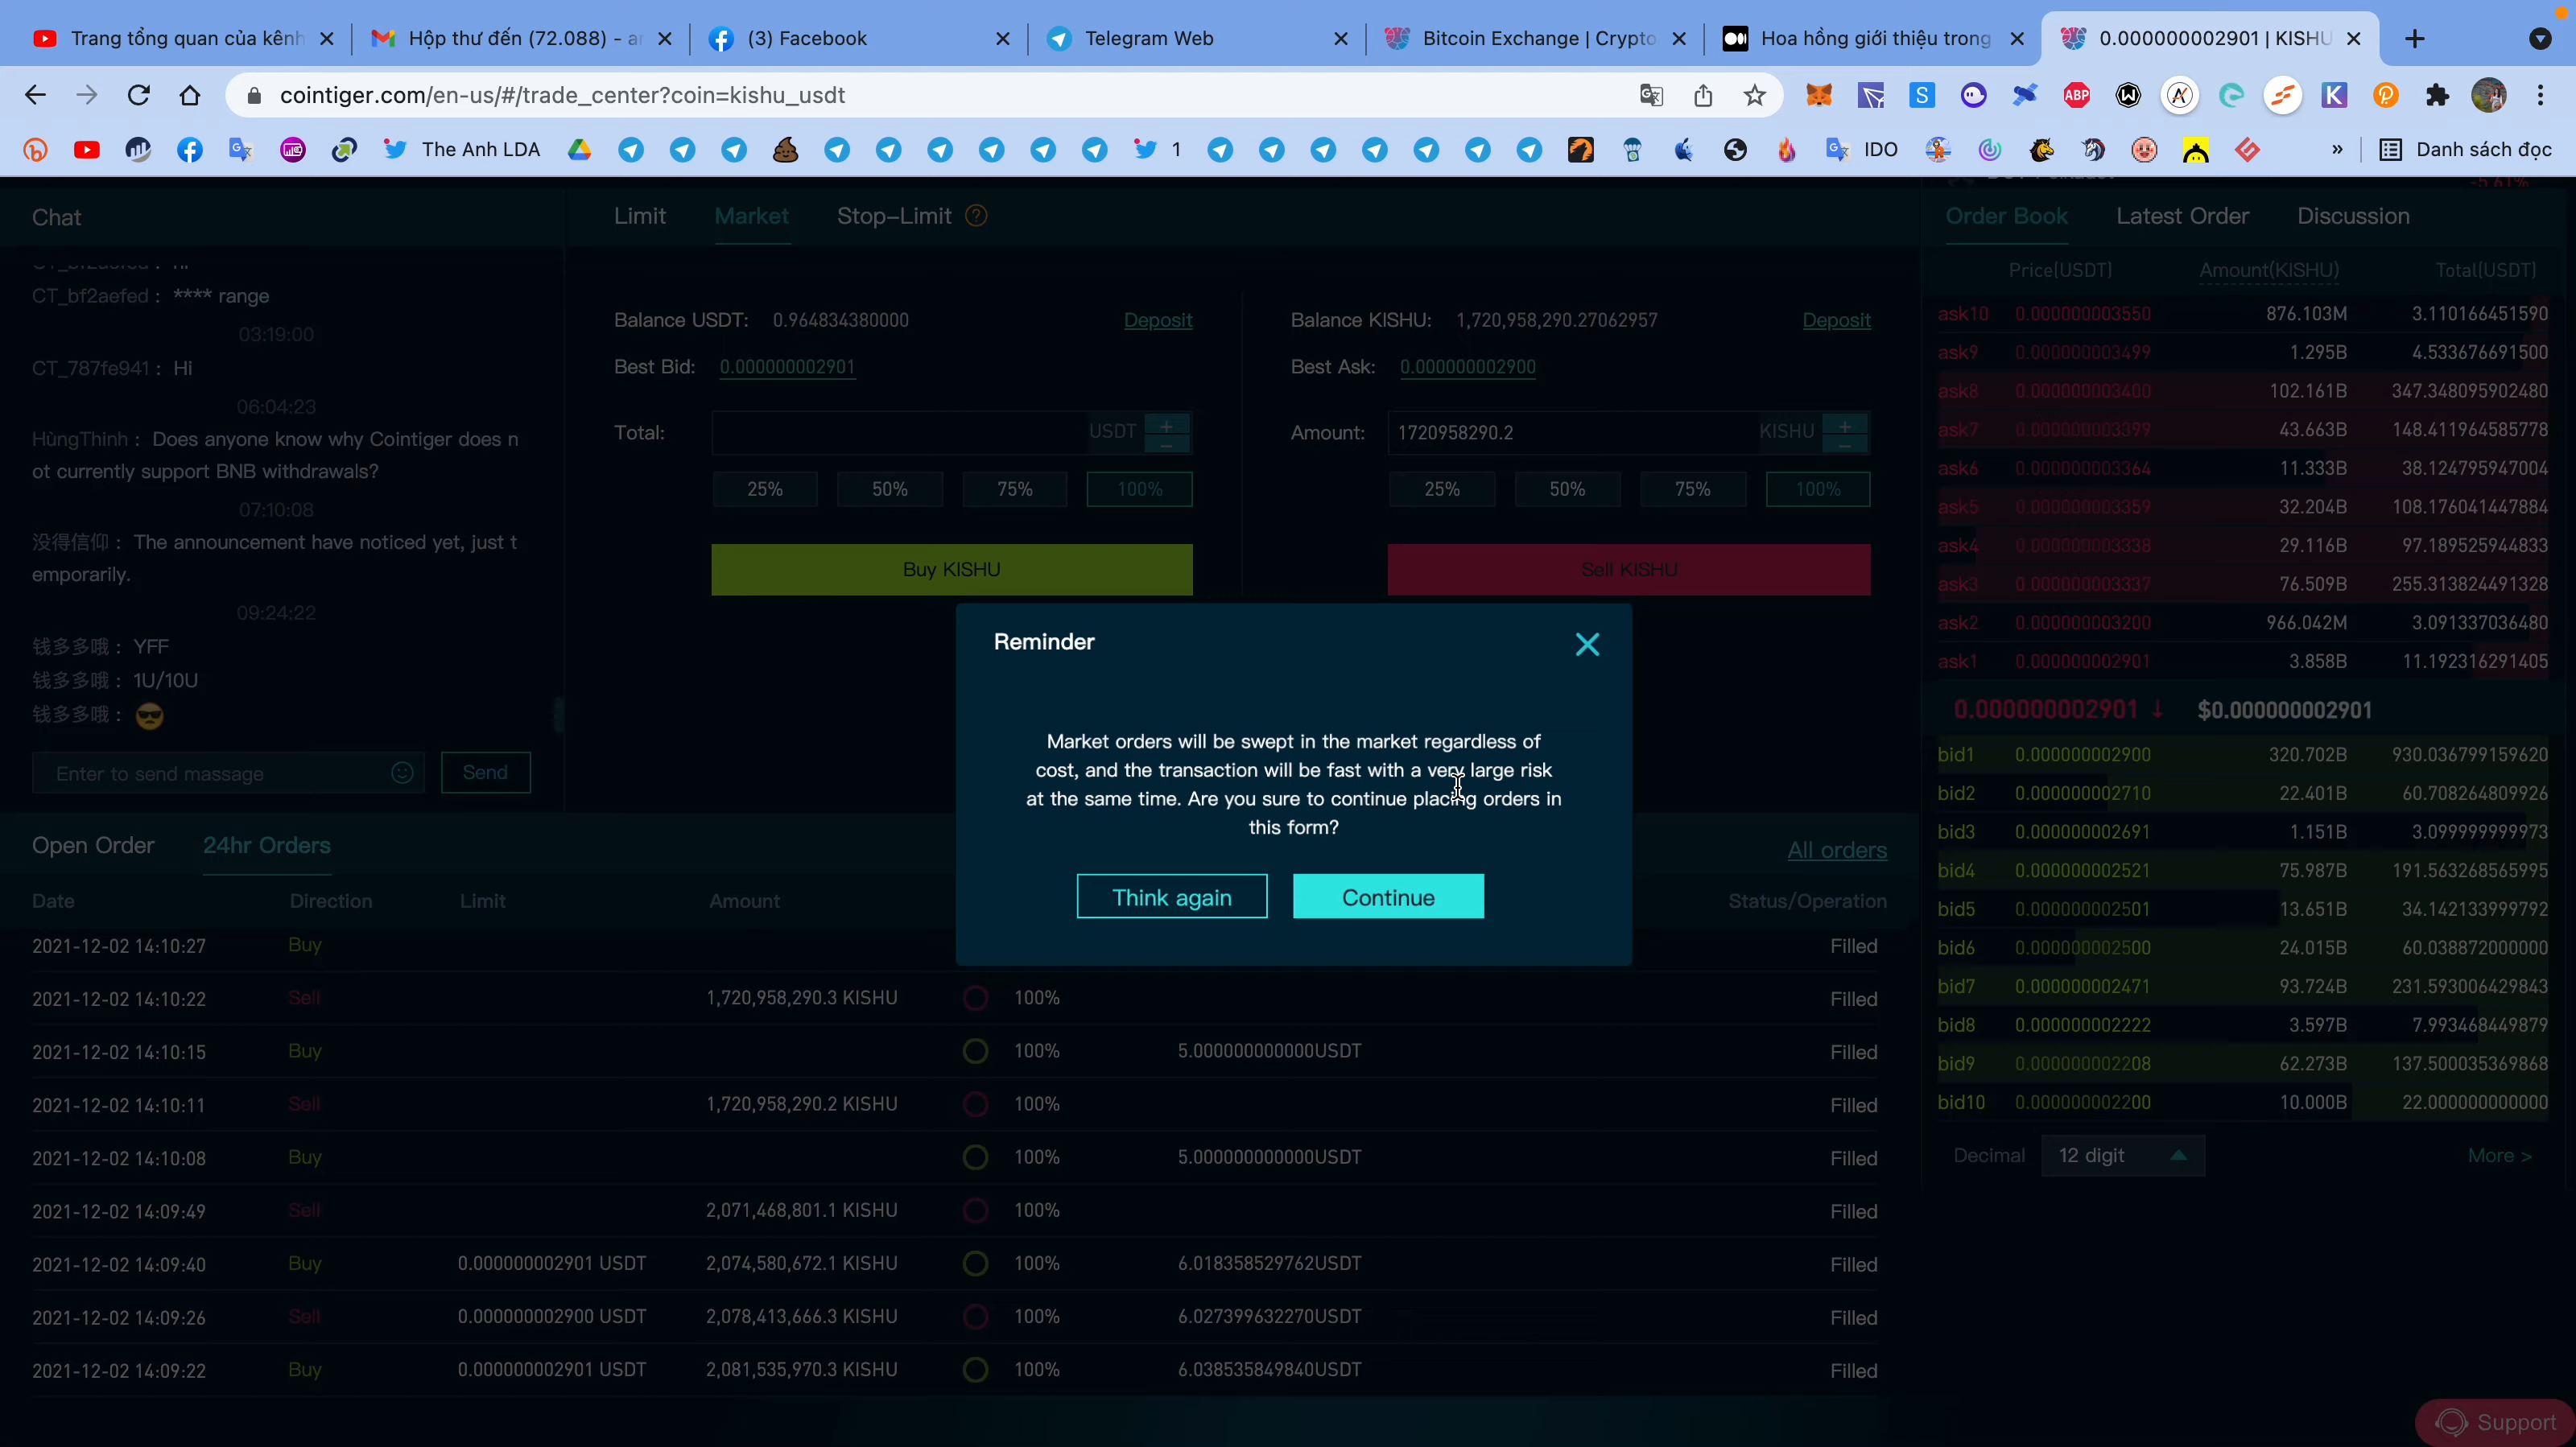 Trang tổng quan của kênh
Hộp thư đến (72.088) - an
(3) Facebook
Telegram Web
Bitcoin Exchange | Crypto
Hoa hồng giới thiệu trong
0.000000002901 | KISHU
cointiger.com/en-us/#/trade_center?coin=kishu_usdt
The Anh LDA
1
IDO
» Danh sách đọc
Chat
Limit Market Stop-Limit
Order Book Latest Order Discussion
CT_bf2aefed : **** range
03:19:00
CT_787fe941 : Hi
06:04:23
HùngThinh : Does anyone know why Cointiger does n
ot currently support BNB withdrawals?
07:10:08
没得信仰 : The announcement have noticed yet, just t
emporarily.
09:24:22
钱多多哦 : YFF
钱多多哦 : 1U/10U
钱多多哦 : 😎
Enter to send massage
Send
Balance USDT: 0.964834380000 Deposit
Best Bid: 0.000000002901
Total: USDT + −
25% 50% 75% 100%
Buy KISHU
Balance KISHU: 1,720,958,290.27062957 Deposit
Best Ask: 0.000000002900
Amount: 1720958290.2 KISHU + −
25% 50% 75% 100%
Sell KISHU
Price(USDT) Amount(KISHU) Total(USDT)
ask10 0.000000003550 876.103M 3.110166451590
ask9 0.000000003499 1.295B 4.533676691500
ask8 0.000000003400 102.161B 347.348095902480
ask7 0.000000003399 43.663B 148.411964585778
ask6 0.000000003364 11.333B 38.124795947004
ask5 0.000000003359 32.204B 108.176041447884
ask4 0.000000003338 29.116B 97.189525944833
ask3 0.000000003337 76.509B 255.313824491328
ask2 0.000000003200 966.042M 3.091337036480
ask1 0.000000002901 3.858B 11.192316291405
0.000000002901 ↓ $0.000000002901
bid1 0.000000002900 320.702B 930.036799159620
bid2 0.000000002710 22.401B 60.708264809926
bid3 0.000000002691 1.151B 3.099999999973
bid4 0.000000002521 75.987B 191.563268565995
bid5 0.000000002501 13.651B 34.142133999792
bid6 0.000000002500 24.015B 60.038872000000
bid7 0.000000002471 93.724B 231.593006429843
bid8 0.000000002222 3.597B 7.993468449879
bid9 0.000000002208 62.273B 137.500035369868
bid10 0.000000002200 10.000B 22.000000000000
Decimal 12 digit More >
Reminder
Market orders will be swept in the market regardless of
cost, and the transaction will be fast with a very large risk
at the same time. Are you sure to continue placing orders in
this form?
Think again Continue
Open Order 24hr Orders All orders
Date Direction Limit Amount Status/Operation
2021-12-02 14:10:27 Buy Filled
2021-12-02 14:10:22 Sell 1,720,958,290.3 KISHU 100% Filled
2021-12-02 14:10:15 Buy 100% 5.000000000000USDT Filled
2021-12-02 14:10:11 Sell 1,720,958,290.2 KISHU 100% Filled
2021-12-02 14:10:08 Buy 100% 5.000000000000USDT Filled
2021-12-02 14:09:49 Sell 2,071,468,801.1 KISHU 100% Filled
2021-12-02 14:09:40 Buy 0.000000002901 USDT 2,074,580,672.1 KISHU 100% 6.018358529762USDT Filled
2021-12-02 14:09:26 Sell 0.000000002900 USDT 2,078,413,666.3 KISHU 100% 6.027399632270USDT Filled
2021-12-02 14:09:22 Buy 0.000000002901 USDT 2,081,535,970.3 KISHU 100% 6.038535849840USDT Filled
Support